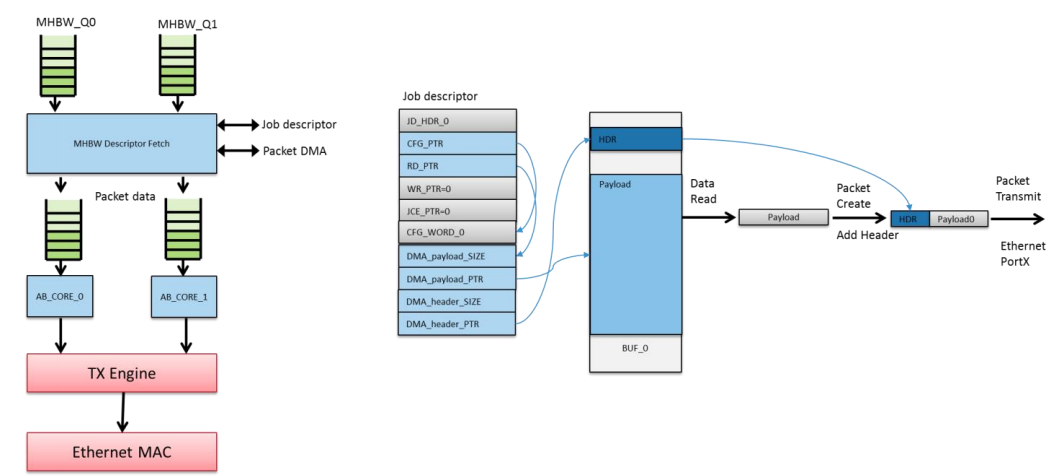 MHBW_Q0
MHBW_Q1
MHBW Descriptor Fetch
Job descriptor
Packet DMA
Packet data
AB_CORE_0
AB_CORE_1
TX Engine
Ethernet MAC
Job descriptor
JD_HDR_0
CFG_PTR
RD_PTR
WR_PTR=0
JCE_PTR=0
CFG_WORD_0
DMA_payload_SIZE
DMA_payload_PTR
DMA_header_SIZE
DMA_header_PTR
HDR
Payload
BUF_0
Data
Read
Payload
Packet
Create
Add Header
HDR
Payload0
Packet
Transmit
Ethernet
PortX